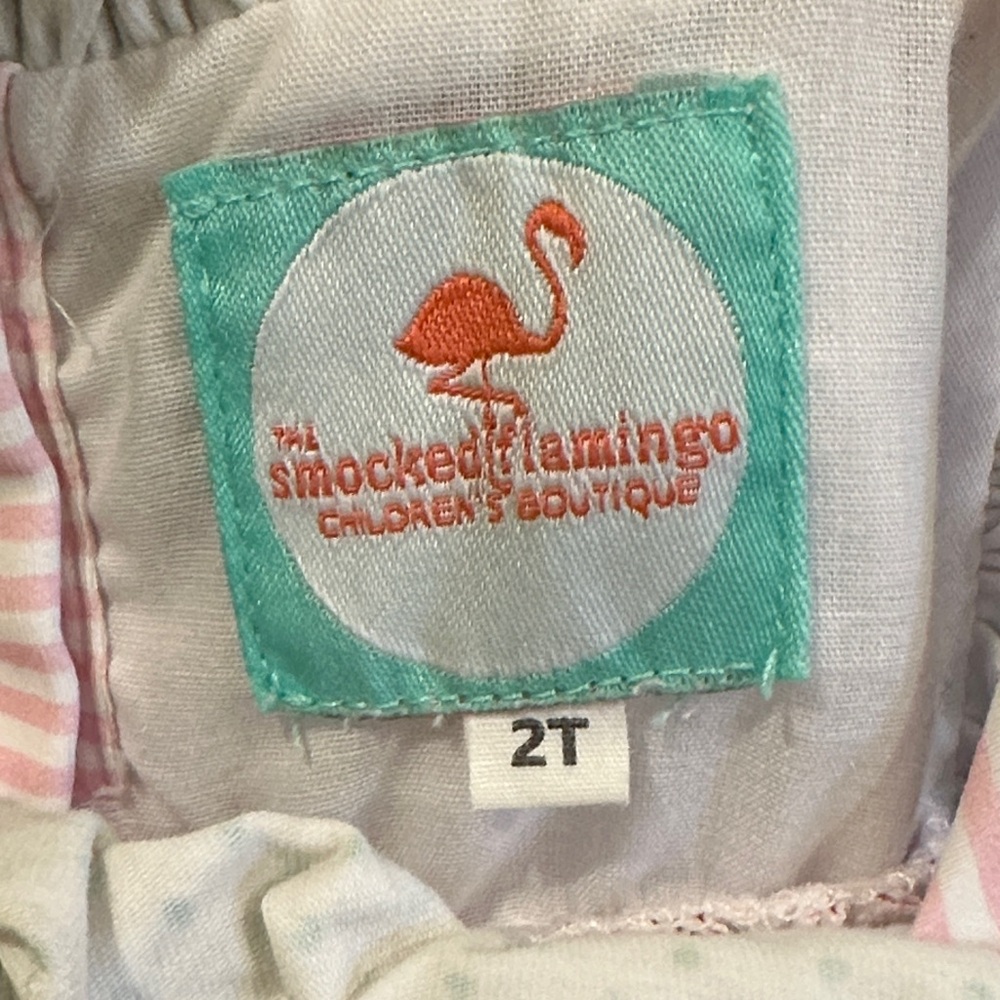 THE
smocked flamingo
CHILDREN'S BOUTIQUE
2T